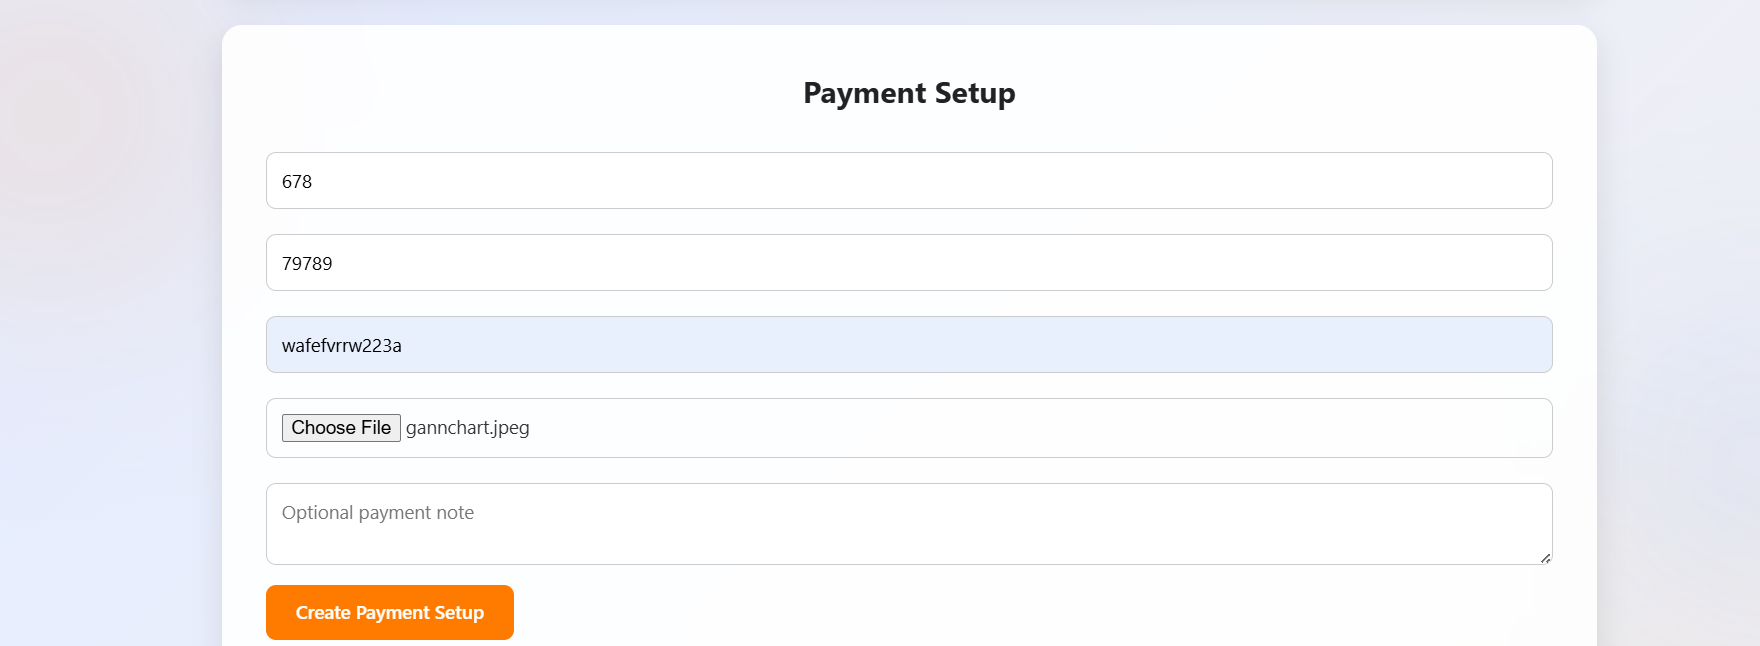 Payment Setup
678
79789
wafefvrrw223a
Choose File gannchart.jpeg
Optional payment note
Create Payment Setup